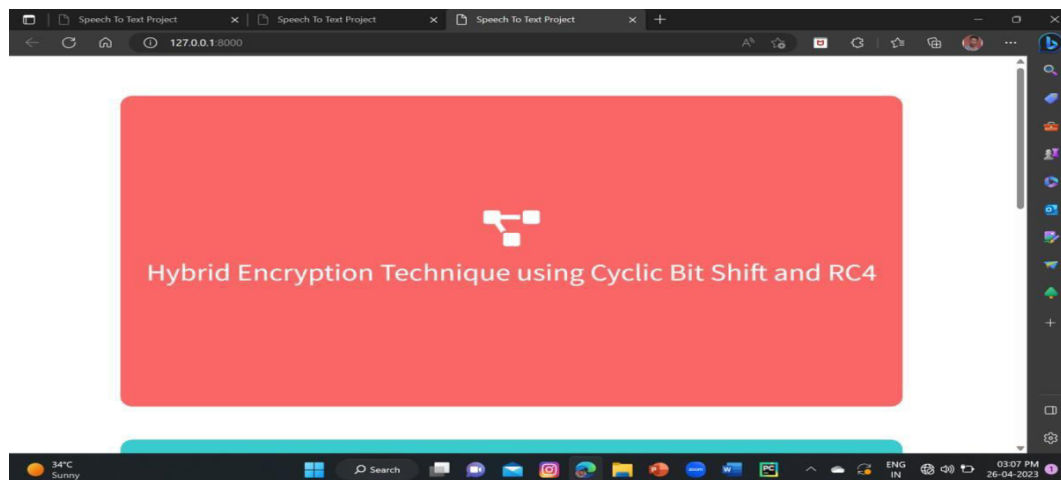 Speech To Text Project
Speech To Text Project
Speech To Text Project
127.0.0.1:8000
Hybrid Encryption Technique using Cyclic Bit Shift and RC4
34°C
Sunny
Search
ENG
IN
03:07 PM
26-04-2023
1